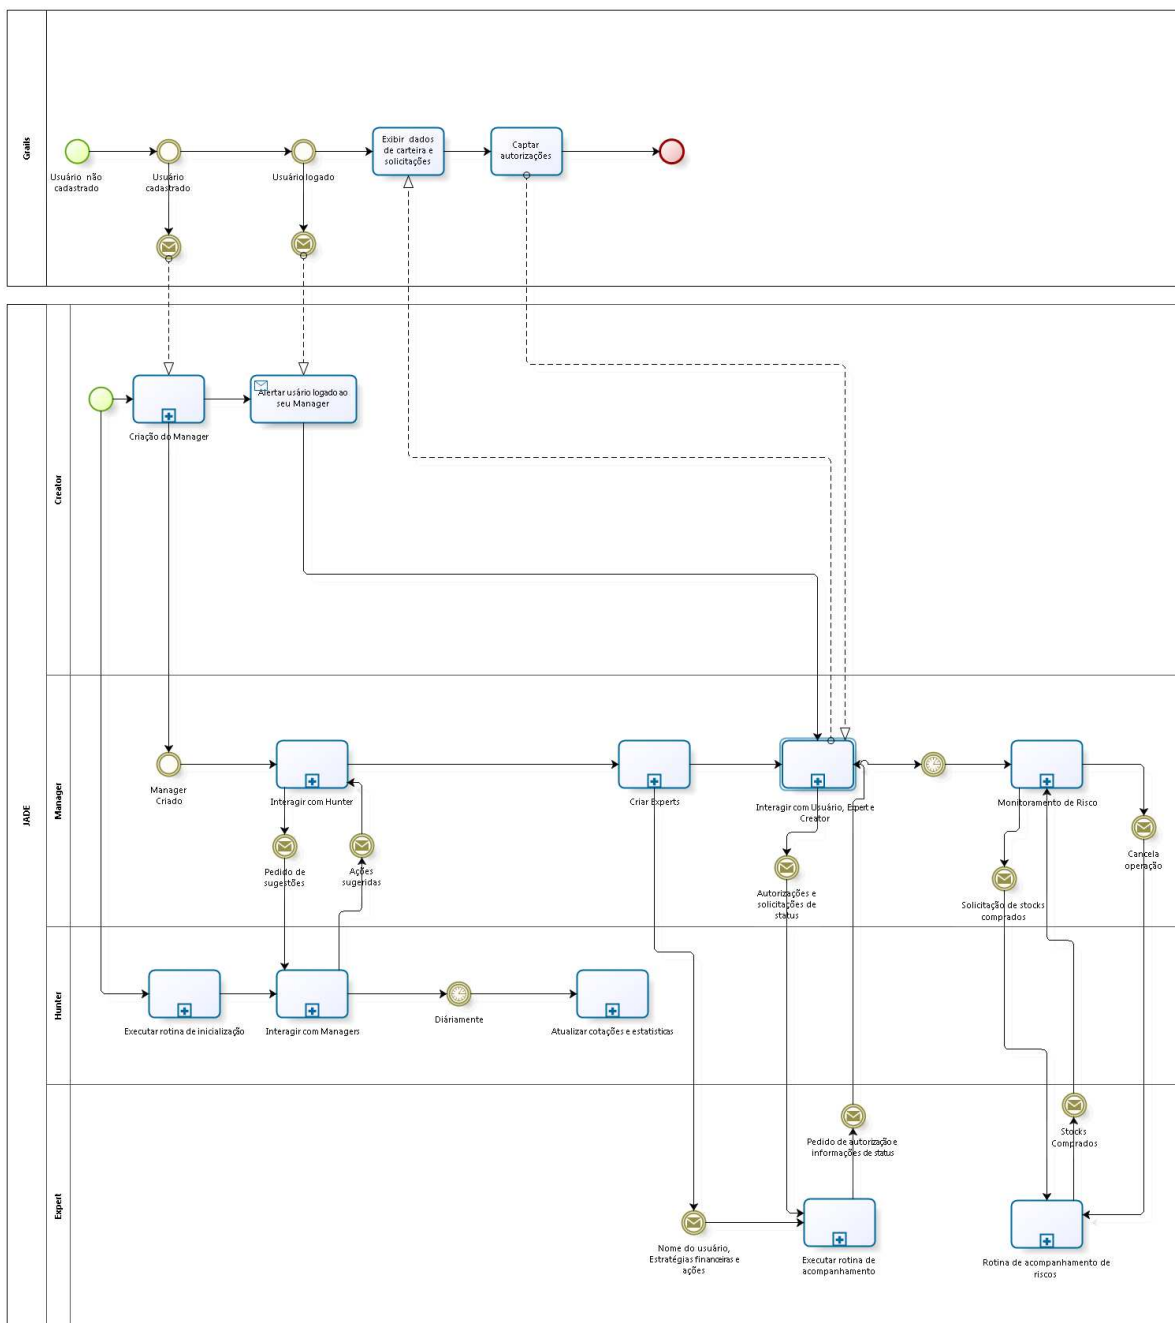 Grails
Usuário não
cadastrado
Usuário
cadastrado
Usuário logado
Exibir dados
de carteira e
solicitações
Captar
autorizações
JADE
Creator
Criação do Manager
Alertar usário logado ao
seu Manager
Manager
Manager
Criado
Interagir com Hunter
Pedido de
sugestões
Ações
sugeridas
Criar Experts
Interagir com Usuário, Expert e
Creator
Autorizações e
solicitações de
status
Monitoramento de Risco
Solicitação de stocks
comprados
Cancela
operação
Hunter
Executar rotina de inicialização
Interagir com Managers
Diáriamente
Atualizar cotações e estatisticas
Expert
Pedido de autorização e
informações de status
Stocks
Comprados
Nome do usuário,
Estratégias financeiras e
ações
Executar rotina de
acompanhamento
Rotina de acompanhamento de
riscos